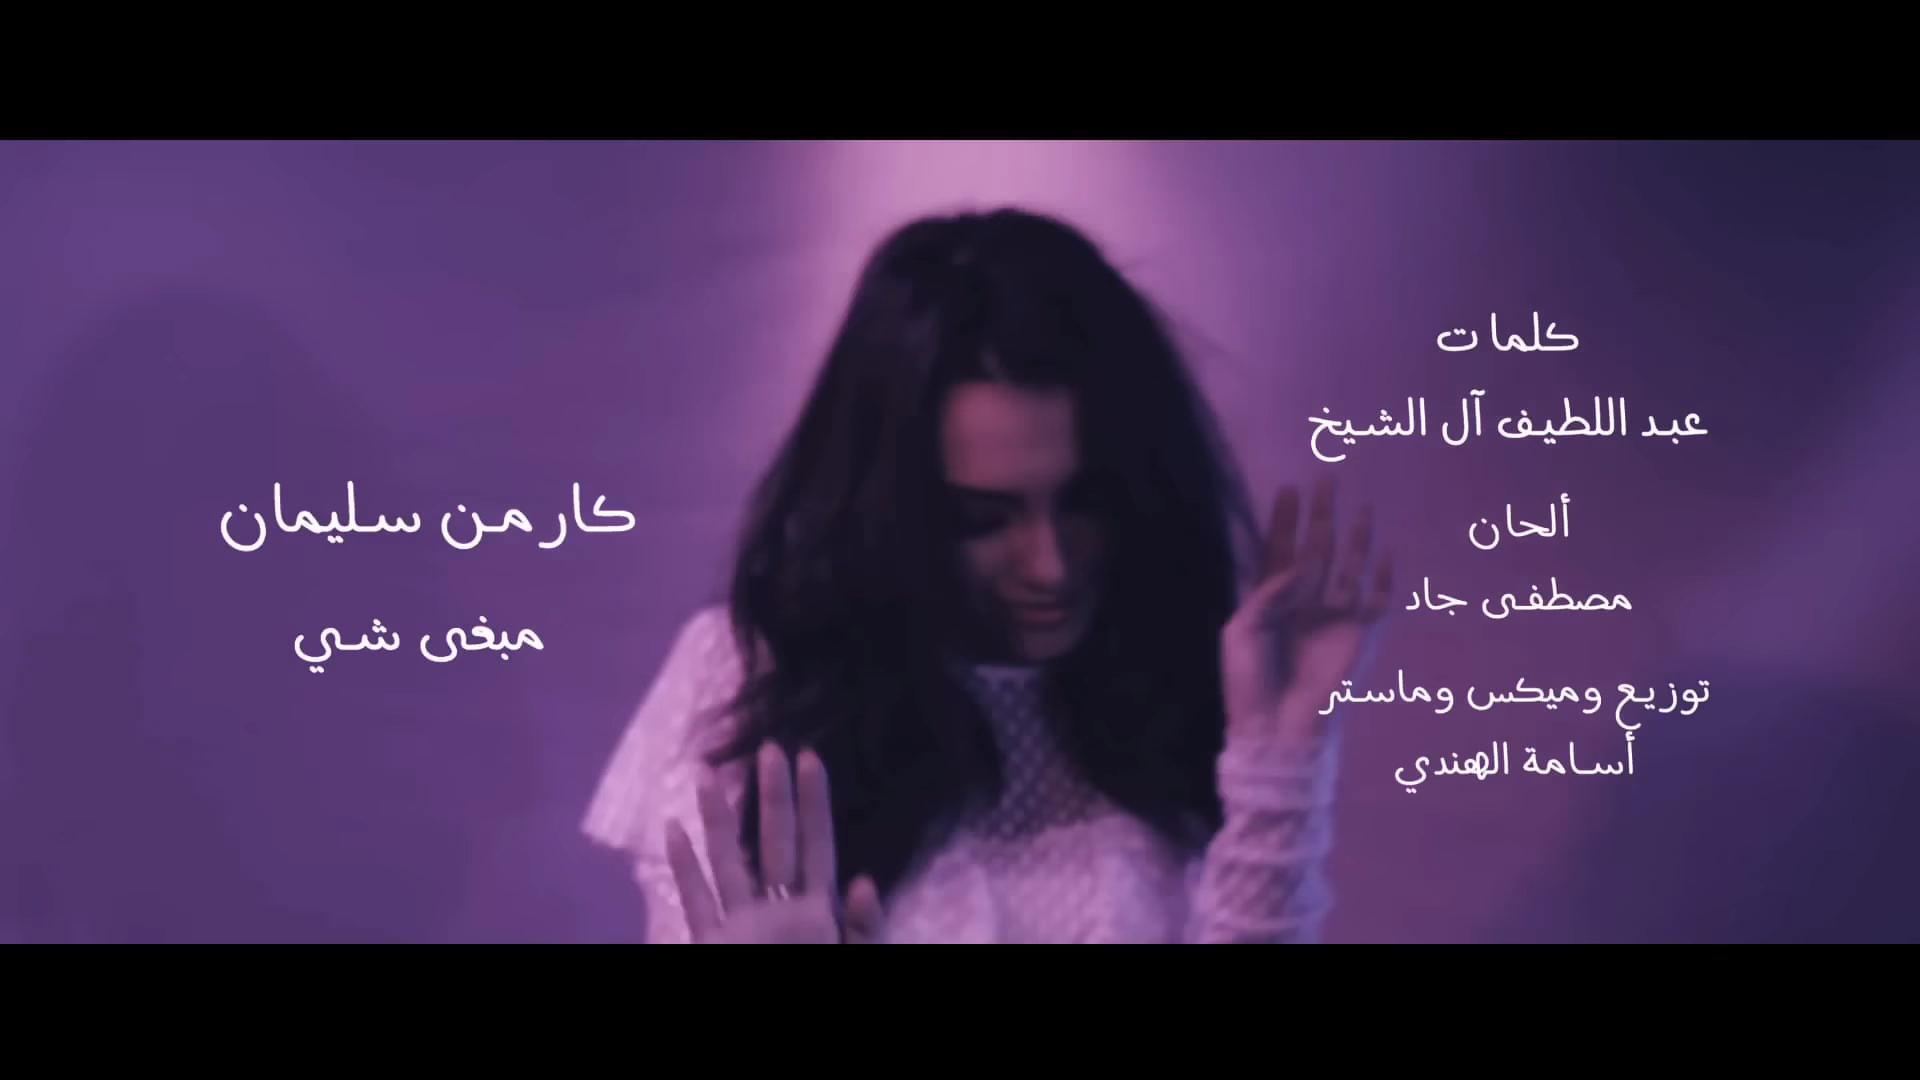 كارمن سليمان
مبغى شي
كلمات
عبد اللطيف آل الشيخ
ألحان
مصطفى جاد
توزيع وميكس وماستر
أسامة الهندي